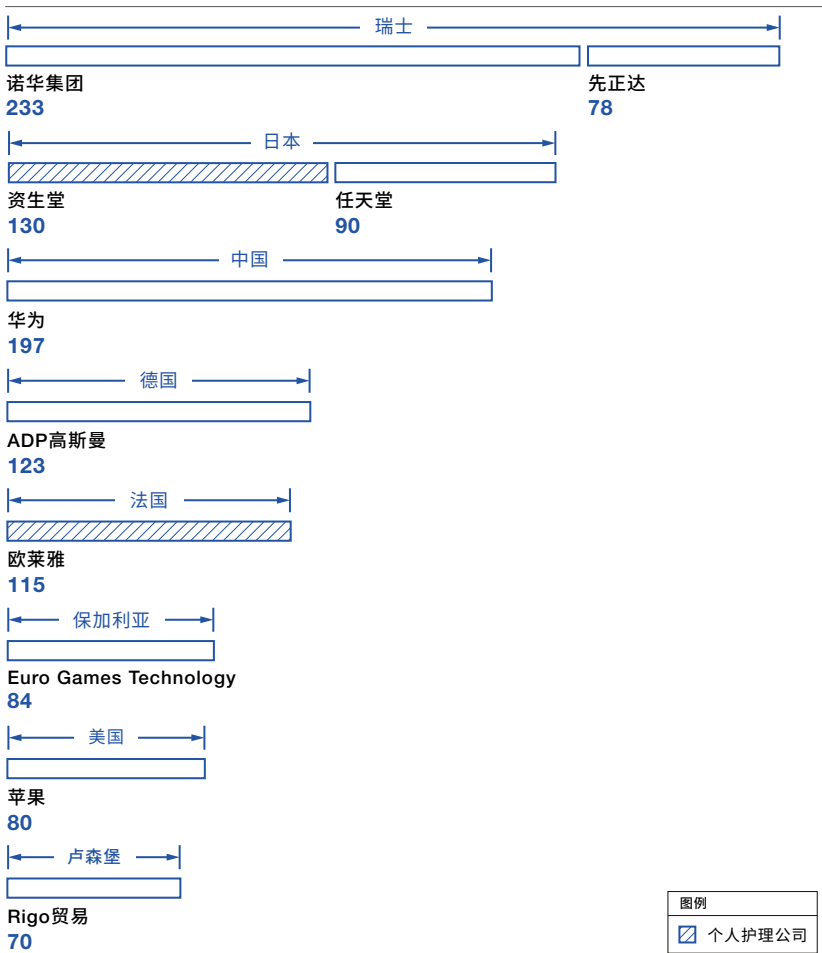 瑞士
诺华集团 先正达
233 78
日本
资生堂 任天堂
130 90
中国
华为
197
德国
ADP高斯曼
123
法国
欧莱雅
115
保加利亚
Euro Games Technology
84
美国
苹果
80
卢森堡
Rigo贸易
70
图例
个人护理公司